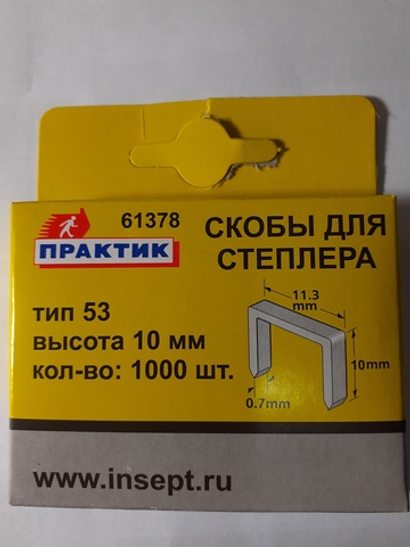 61378
ПРАКТИК
СКОБЫ ДЛЯ
СТЕПЛЕРА
тип 53
высота 10 мм
кол-во: 1000 шт.
11.3
mm
10mm
0.7mm
www.insept.ru